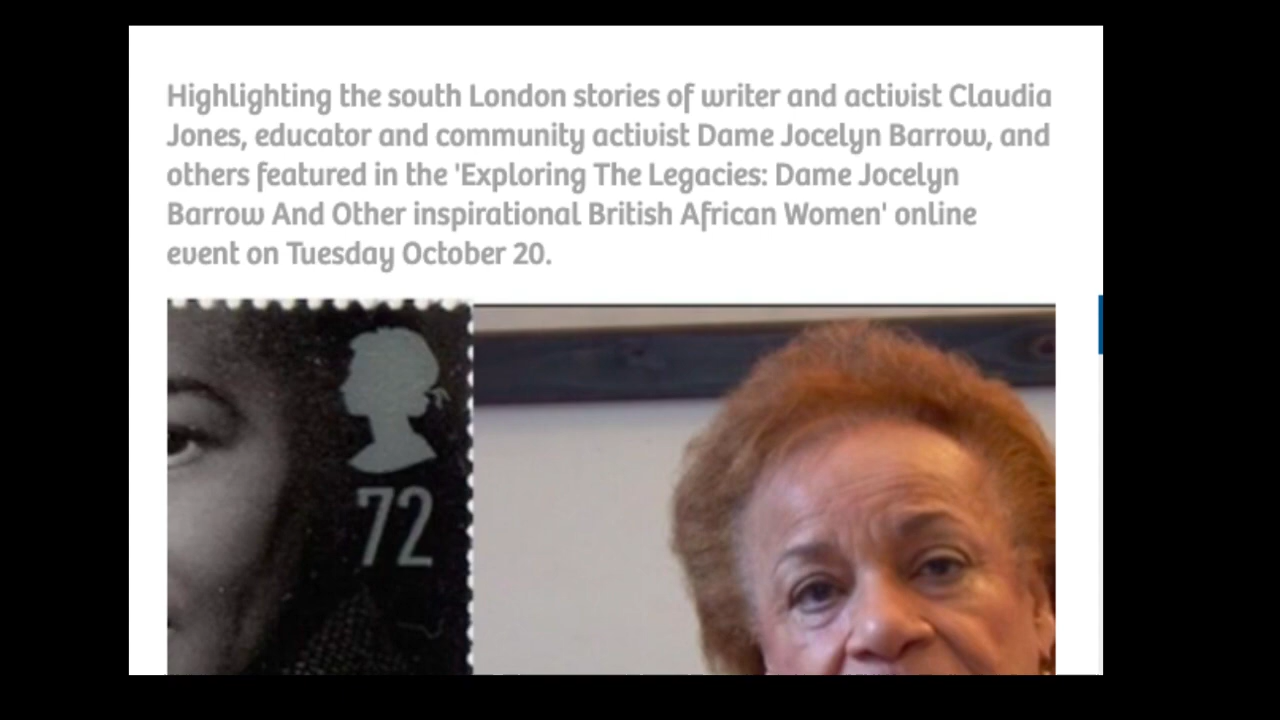 Highlighting the south London stories of writer and activist Claudia
Jones, educator and community activist Dame Jocelyn Barrow, and
others featured in the 'Exploring The Legacies: Dame Jocelyn
Barrow And Other inspirational British African Women' online
event on Tuesday October 20.
72